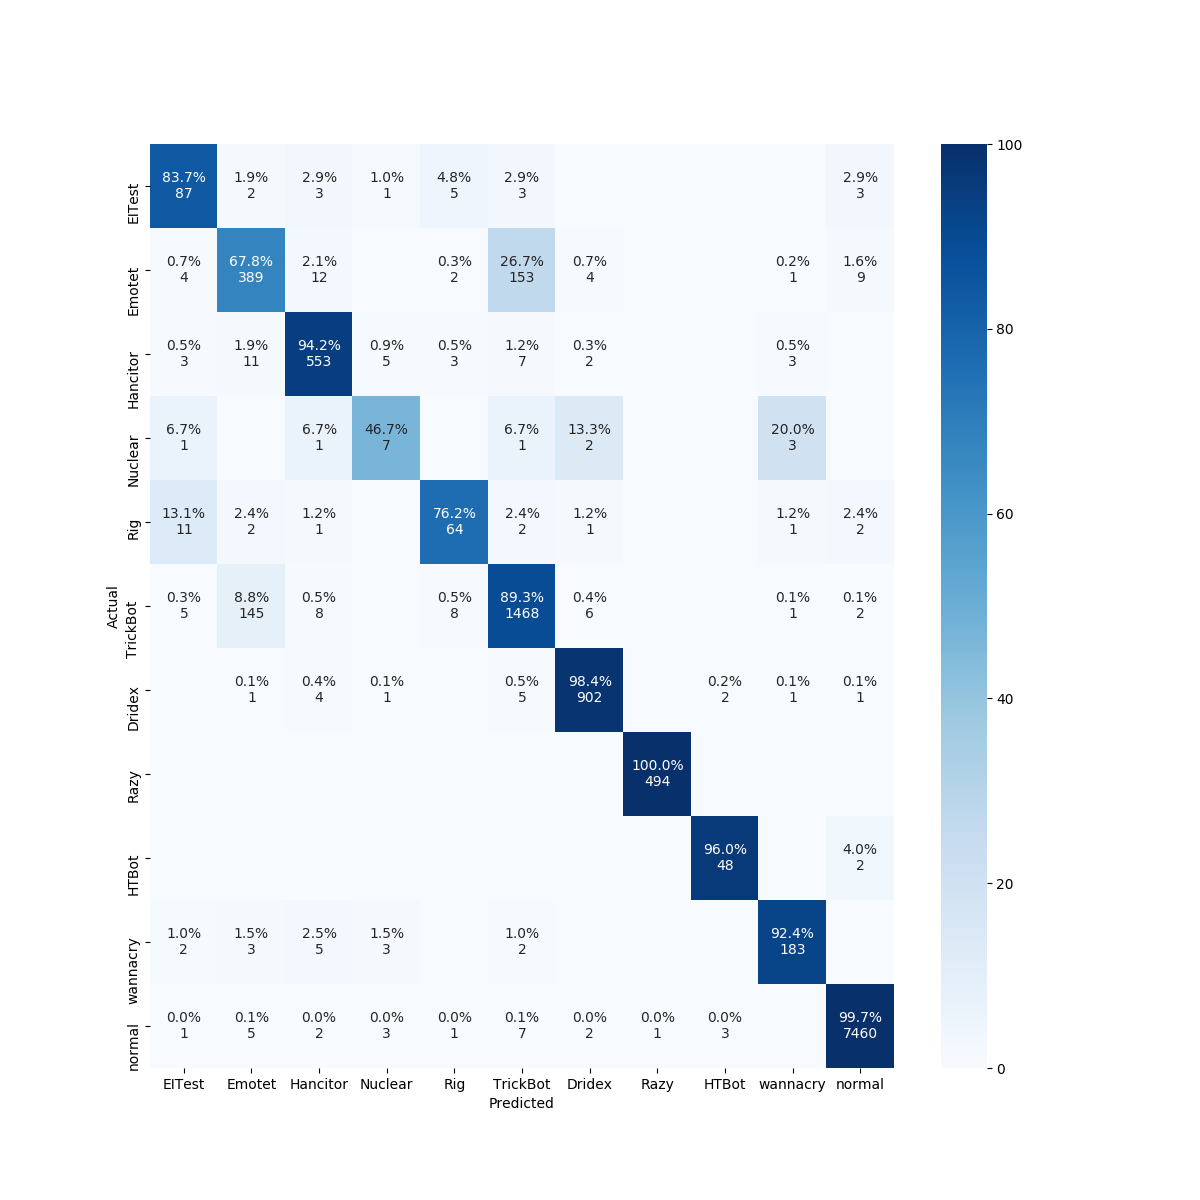 83.7% 1.9% 2.9% 1.0% 4.8% 2.9% 2.9%
87 2 3 1 5 3 3
EITest
0.7% 67.8% 2.1% 0.3% 26.7% 0.7% 0.2% 1.6%
4 389 12 2 153 4 1 9
Emotet
0.5% 1.9% 94.2% 0.9% 0.5% 1.2% 0.3% 0.5%
3 11 553 5 3 7 2 3
Hancitor
6.7% 6.7% 46.7% 6.7% 13.3% 20.0%
1 1 7 1 2 3
Nuclear
13.1% 2.4% 1.2% 76.2% 2.4% 1.2% 1.2% 2.4%
11 2 1 64 2 1 1 2
Rig
0.3% 8.8% 0.5% 0.5% 89.3% 0.4% 0.1% 0.1%
5 145 8 8 1468 6 1 2
Actual
TrickBot
0.1% 0.4% 0.1% 0.5% 98.4% 0.2% 0.1% 0.1%
1 4 1 5 902 2 1 1
Dridex
100.0%
494
Razy
96.0% 4.0%
48 2
HTBot
1.0% 1.5% 2.5% 1.5% 1.0% 92.4%
2 3 5 3 2 183
wannacry
0.0% 0.1% 0.0% 0.0% 0.0% 0.1% 0.0% 0.0% 0.0% 99.7%
1 5 2 3 1 7 2 1 3 7460
normal
EITest Emotet Hancitor Nuclear Rig TrickBot Dridex Razy HTBot wannacry normal
Predicted
100
80
60
40
20
0